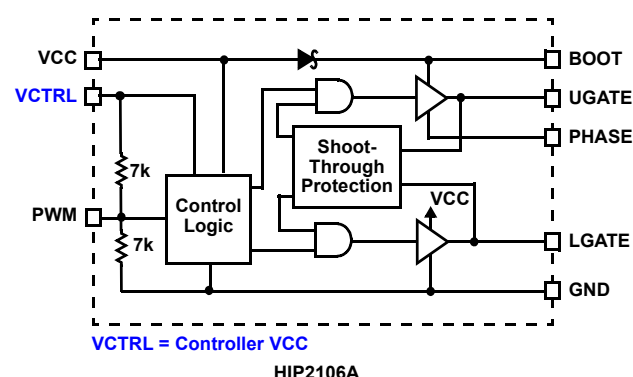 VCC
BOOT
VCTRL
UGATE
PHASE
Shoot-
Through
Protection
7k
VCC
PWM
Control
Logic
7k
LGATE
GND
VCTRL = Controller VCC
HIP2106A